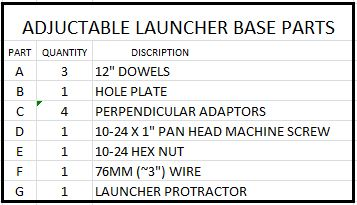 ADJUCTABLE LAUNCHER BASE PARTS
PART QUANTITY DISCRIPTION
A 3 12" DOWELS
B 1 HOLE PLATE
C 4 PERPENDICULAR ADAPTORS
D 1 10-24 X 1" PAN HEAD MACHINE SCREW
E 1 10-24 HEX NUT
F 1 76MM (~3") WIRE
G 1 LAUNCHER PROTRACTOR